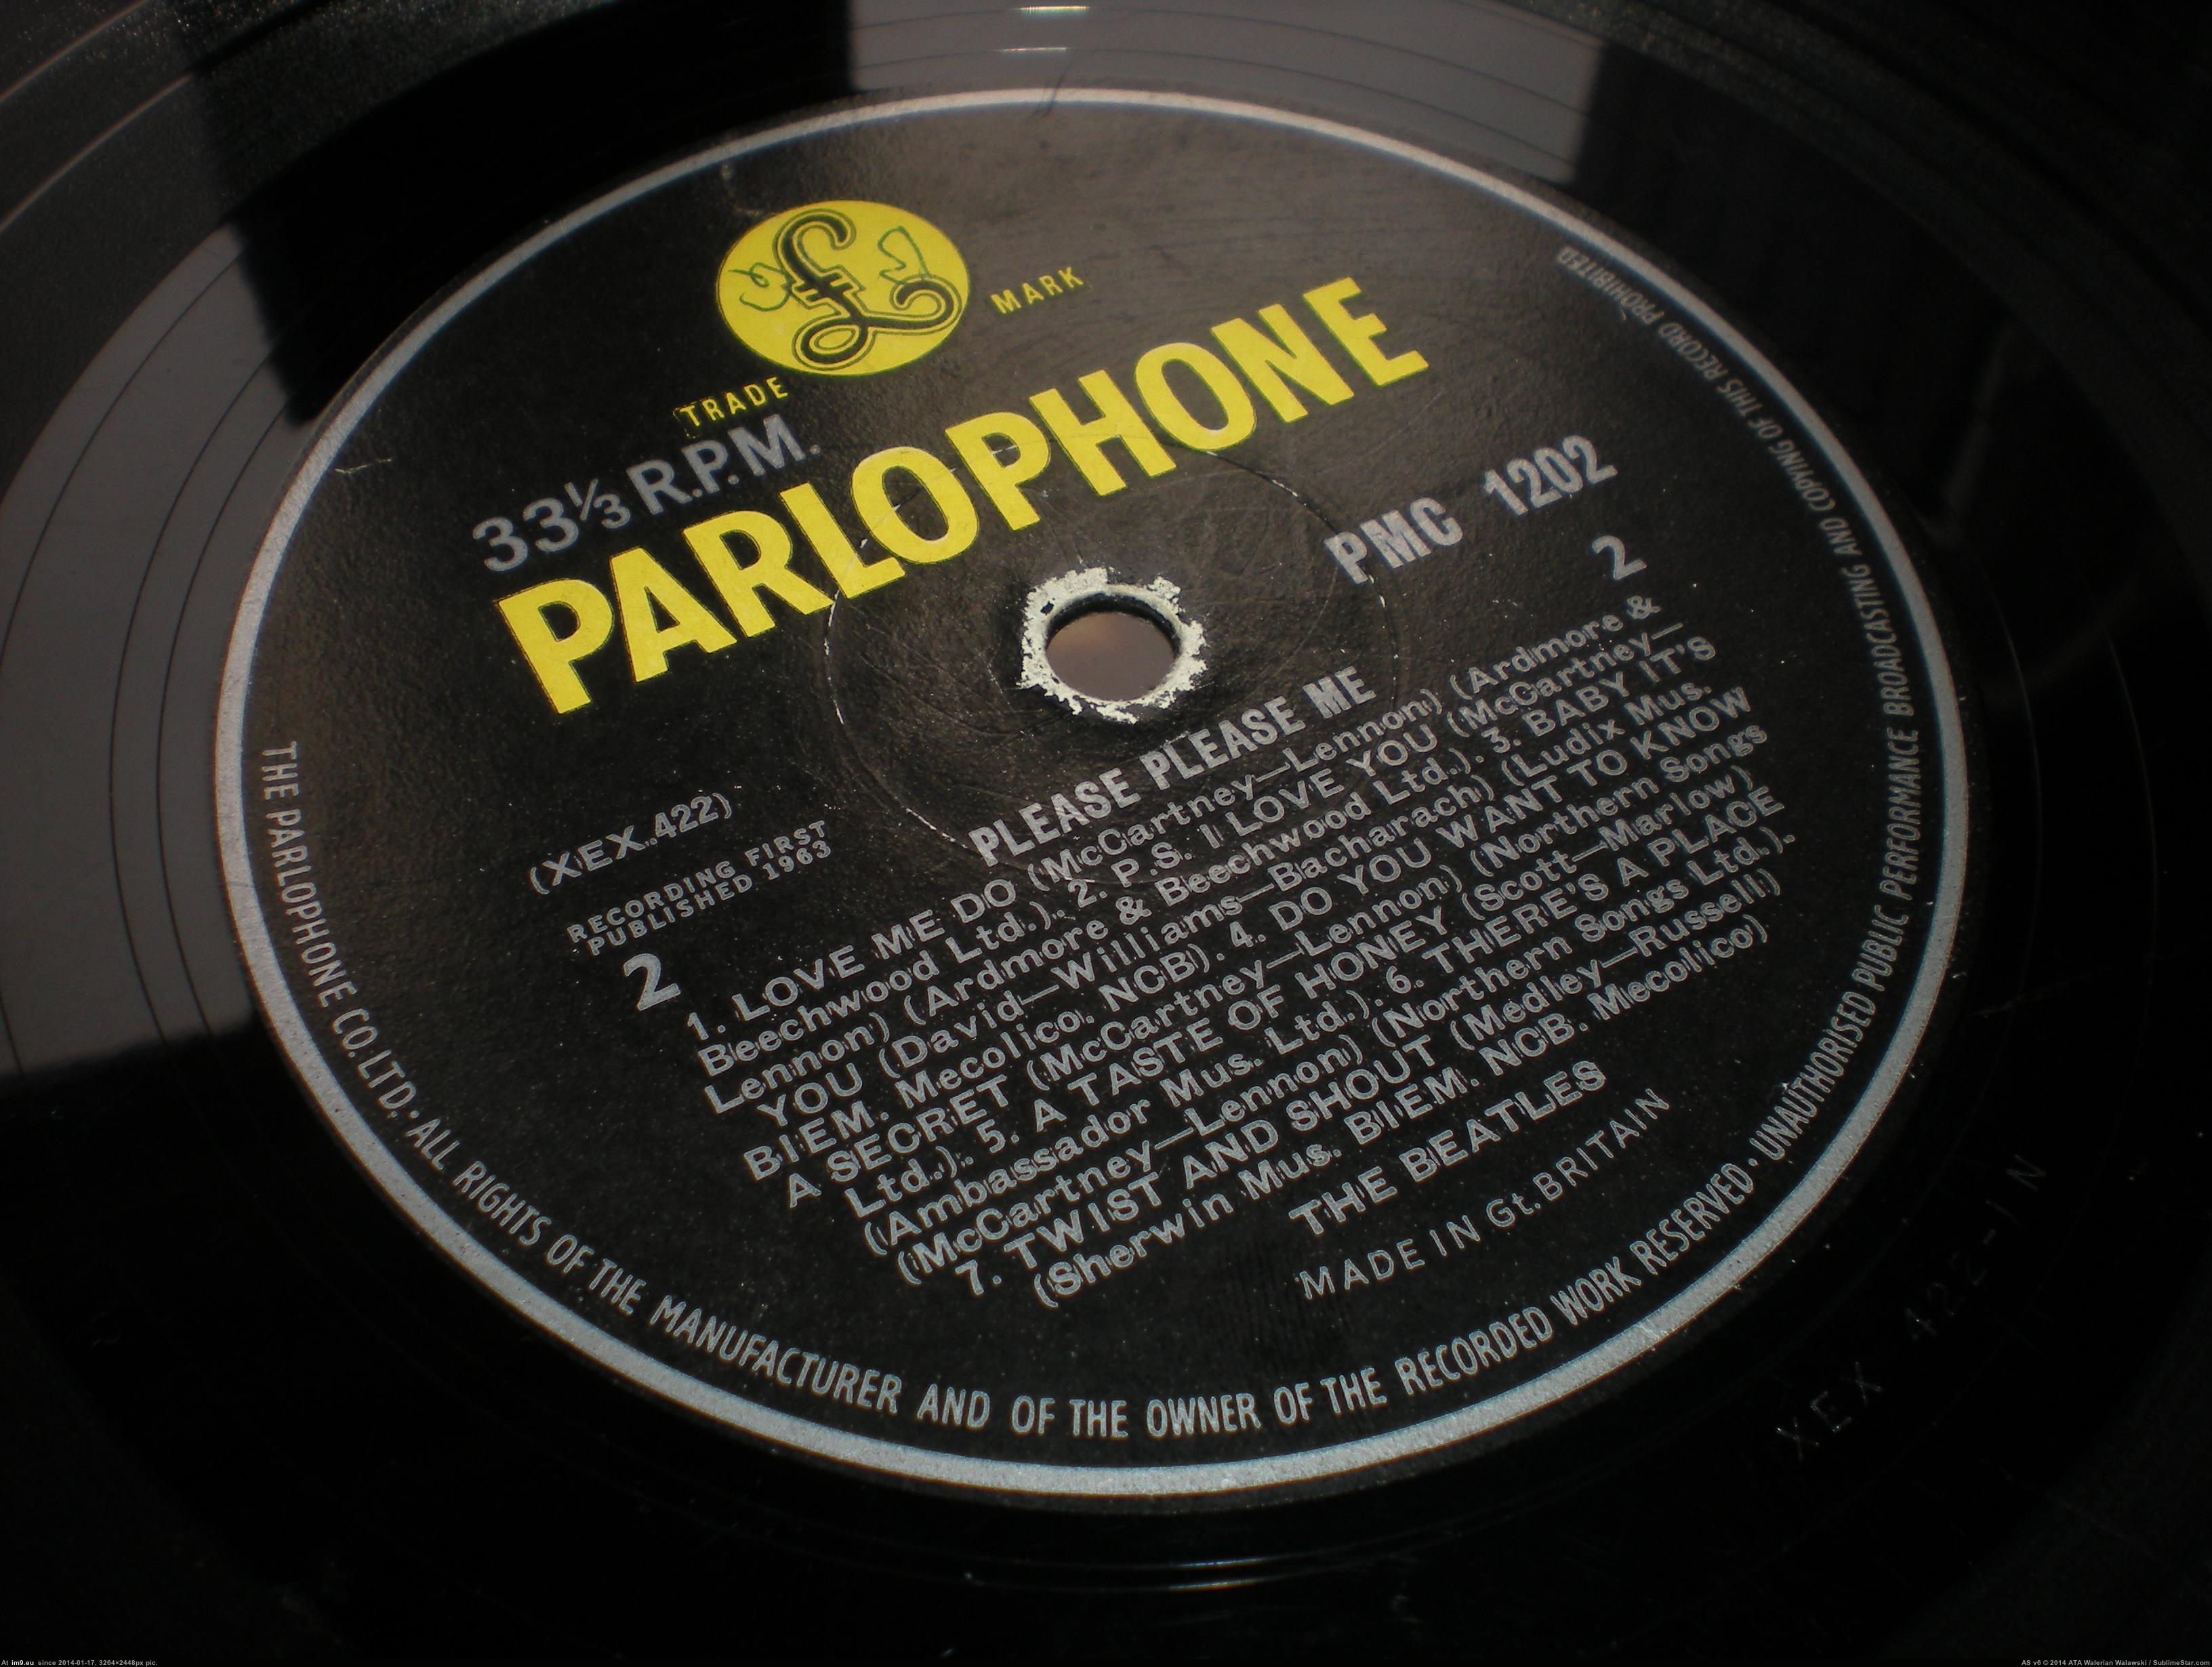 £
TRADE MARK
33⅓ R.P.M.
PARLOPHONE
PMC 1202
(XEX.422)
RECORDING FIRST
PUBLISHED 1963
2
2
PLEASE PLEASE ME
1. LOVE ME DO (McCartney—Lennon) (Ardmore &
Beechwood Ltd.). 2. P.S. I LOVE YOU (McCartney—
Lennon) (Ardmore & Beechwood Ltd.). 3. BABY IT'S
YOU (David—Williams—Bacharach) (Ludix Mus.
BIEM. Mecolico. NCB). 4. DO YOU WANT TO KNOW
A SECRET (McCartney—Lennon) (Northern Songs
Ltd.). 5. A TASTE OF HONEY (Scott—Marlow)
(Ambassador Mus. Ltd.). 6. THERE'S A PLACE
(McCartney—Lennon) (Northern Songs Ltd.).
7. TWIST AND SHOUT (Medley—Russell)
(Sherwin Mus. BIEM. NCB. Mecolico)
THE BEATLES
MADE IN Gt. BRITAIN
THE PARLOPHONE CO. LTD. · ALL RIGHTS OF THE MANUFACTURER AND OF THE OWNER OF THE RECORDED WORK RESERVED · UNAUTHORISED PUBLIC PERFORMANCE BROADCASTING AND COPYING OF THIS RECORD PROHIBITED
XEX 422-1N
At im9.eu since 2014-01-17, 3264×2448px pic.
AS v6 © 2014 ATA Walerian Walawski / SublimeStar.com